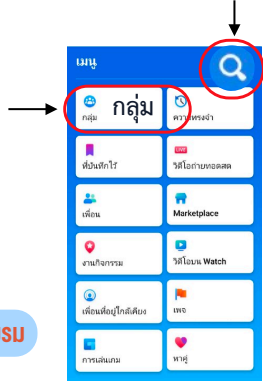 เมนู
กลุ่ม
กลุ่ม
ความทรงจำ
ที่บันทึกไว้
LIVE
วิดีโอถ่ายทอดสด
เพื่อน
Marketplace
งานกิจกรรม
วิดีโอบน Watch
เพื่อนที่อยู่ใกล้เคียง
เพจ
การเล่นเกม
หาคู่